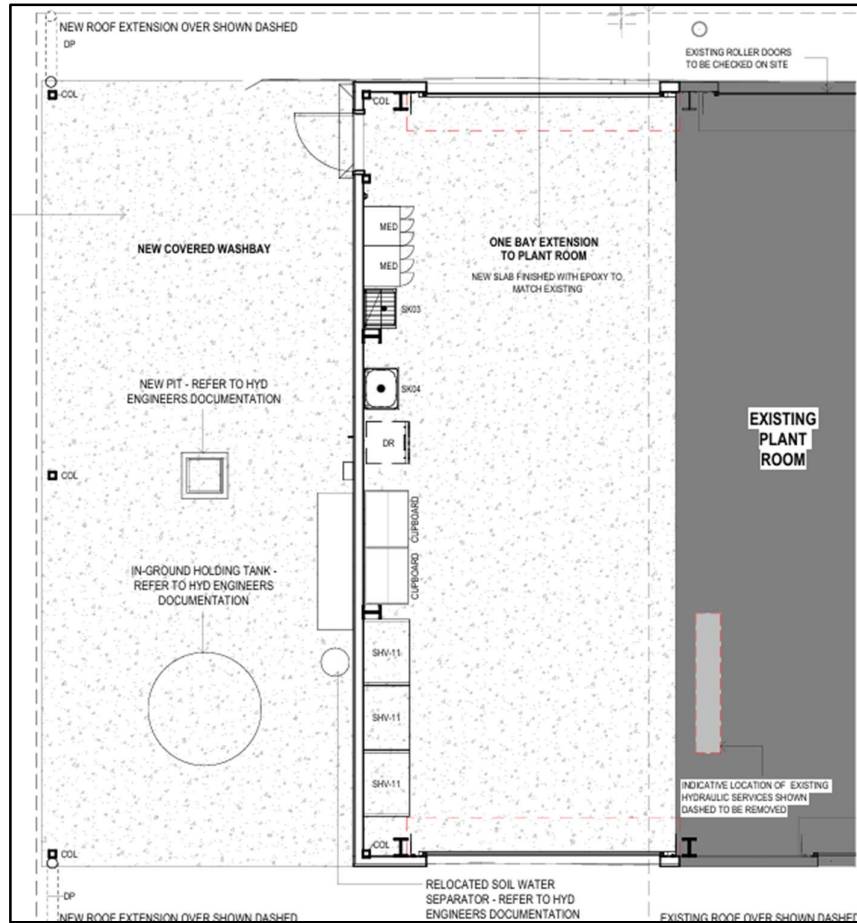 NEW ROOF EXTENSION OVER SHOWN DASHED
DP
EXISTING ROLLER DOORS
TO BE CHECKED ON SITE
COL
COL
NEW COVERED WASHBAY
MED
MED
ONE BAY EXTENSION
TO PLANT ROOM
NEW SLAB FINISHED WITH EPOXY TO
MATCH EXISTING
SK03
NEW PIT - REFER TO HYD
ENGINEERS DOCUMENTATION
SK04
DR
EXISTING
PLANT
ROOM
COL
CUPBOARD
CUPBOARD
IN-GROUND HOLDING TANK -
REFER TO HYD ENGINEERS
DOCUMENTATION
SHV-11
SHV-11
SHV-11
INDICATIVE LOCATION OF EXISTING
HYDRAULIC SERVICES SHOWN
DASHED TO BE REMOVED
COL
COL
DP
RELOCATED SOIL WATER
SEPARATOR - REFER TO HYD
ENGINEERS DOCUMENTATION
NEW ROOF EXTENSION OVER SHOWN DASHED
EXISTING ROOF OVER SHOWN DASHED